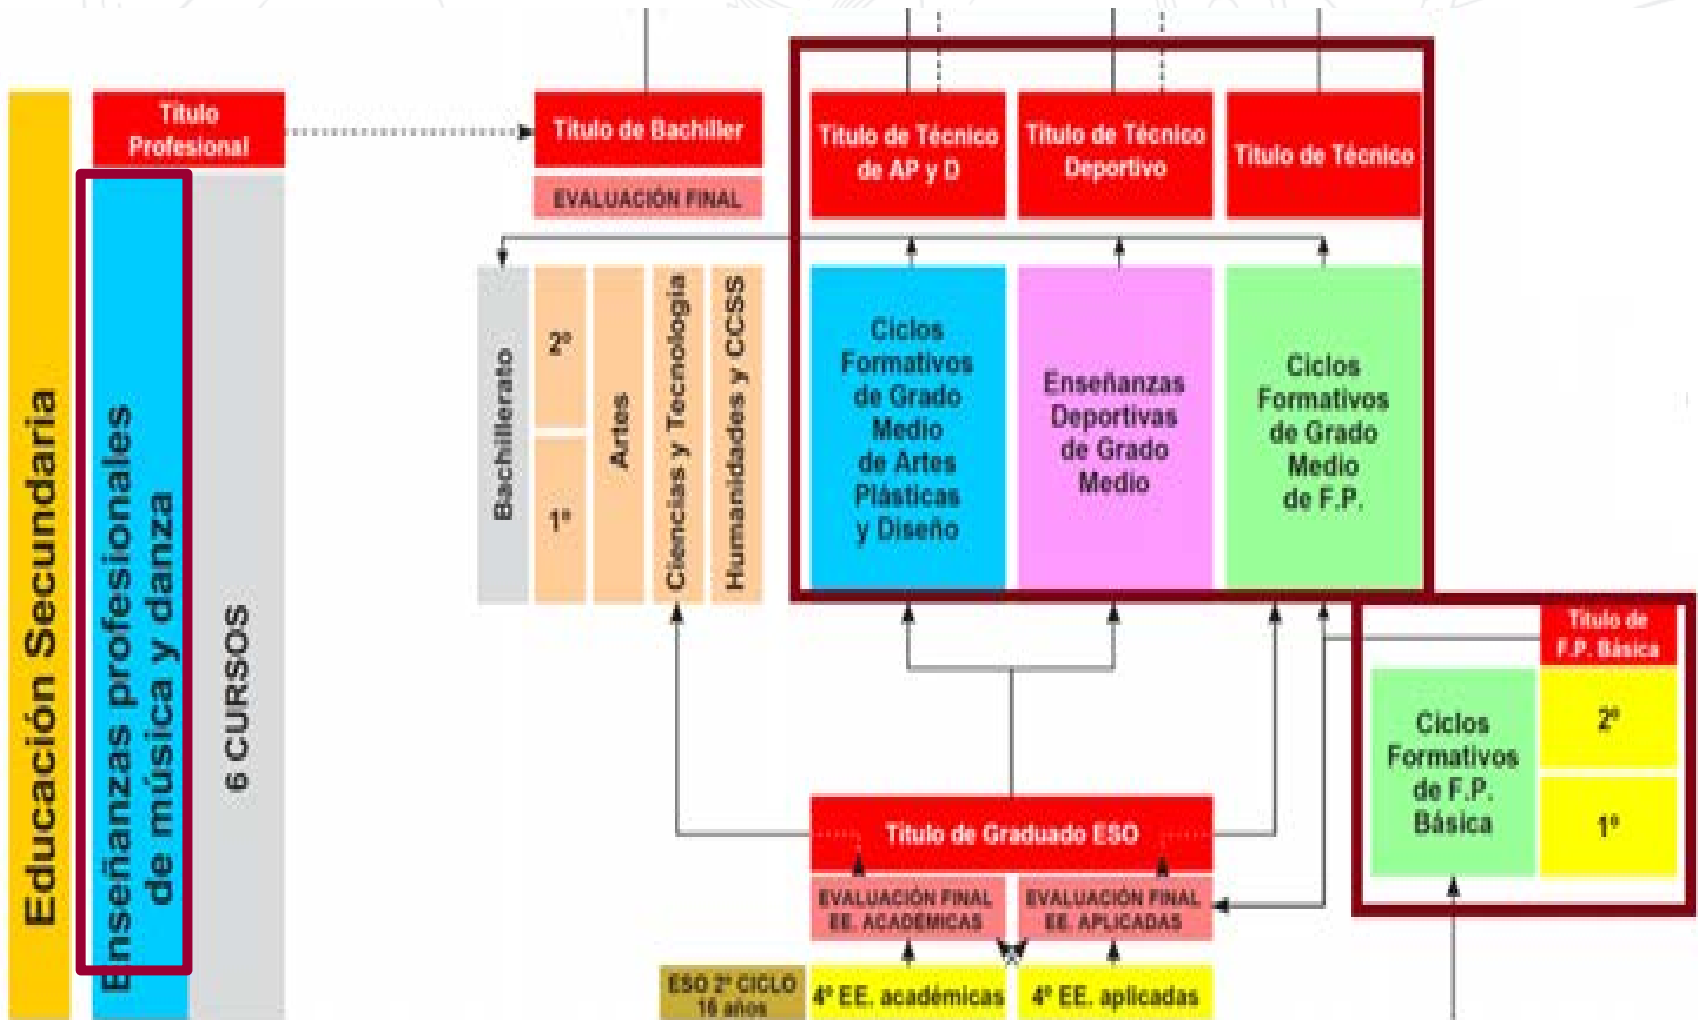 Educación Secundaria
Título
Profesional
Enseñanzas profesionales
de música y danza
6 CURSOS
Título de Bachiller
EVALUACIÓN FINAL
Bachillerato
2º
1º
Artes
Ciencias y Tecnología
Humanidades y CCSS
Título de Técnico
de AP y D
Título de Técnico
Deportivo
Título de Técnico
Ciclos
Formativos
de Grado
Medio
de Artes
Plásticas
y Diseño
Enseñanzas
Deportivas
de Grado
Medio
Ciclos
Formativos
de Grado
Medio
de F.P.
Título de
F.P. Básica
Ciclos
Formativos
de F.P.
Básica
2º
1º
Título de Graduado ESO
EVALUACIÓN FINAL
EE. ACADÉMICAS
EVALUACIÓN FINAL
EE. APLICADAS
ESO 2º CICLO
16 años
4º EE. académicas
4º EE. aplicadas